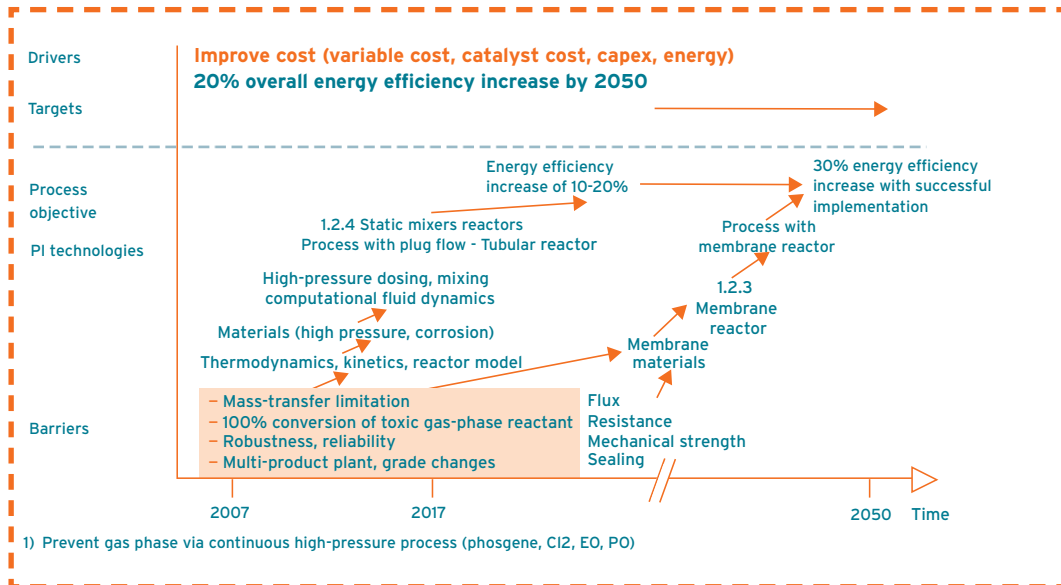 Drivers
Improve cost (variable cost, catalyst cost, capex, energy)
20% overall energy efficiency increase by 2050
Targets
Process
objective
Energy efficiency
increase of 10-20%
30% energy efficiency
increase with successful
implementation
PI technologies
1.2.4 Static mixers reactors
Process with plug flow - Tubular reactor
Process with
membrane reactor
High-pressure dosing, mixing
computational fluid dynamics
1.2.3
Membrane
reactor
Materials (high pressure, corrosion)
Membrane
materials
Thermodynamics, kinetics, reactor model
Barriers
– Mass-transfer limitation
– 100% conversion of toxic gas-phase reactant
– Robustness, reliability
– Multi-product plant, grade changes
Flux
Resistance
Mechanical strength
Sealing
2007
2017
2050
Time
1) Prevent gas phase via continuous high-pressure process (phosgene, Cl2, EO, PO)